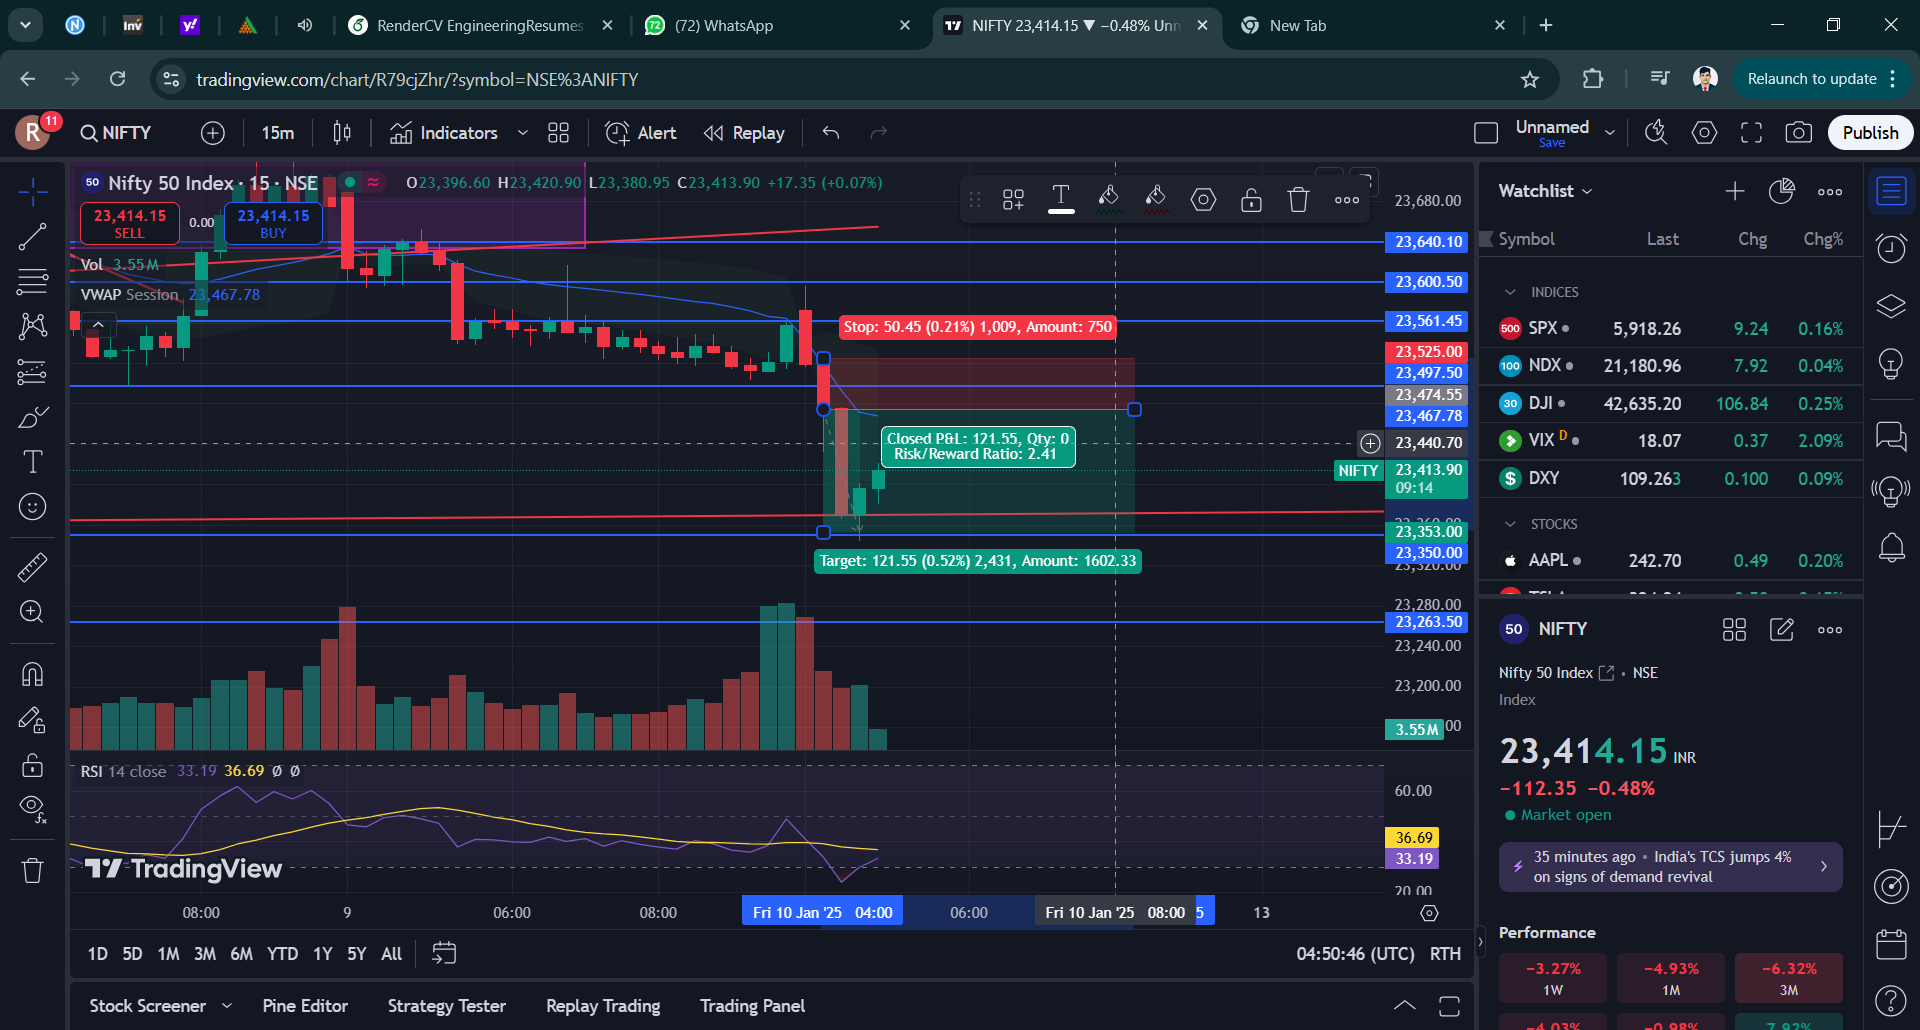 RenderCV EngineeringResumes
(72) WhatsApp
NIFTY 23,414.15 ▼ −0.48% Unn
New Tab
tradingview.com/chart/R79cjZhr/?symbol=NSE%3ANIFTY
Relaunch to update
R
11
NIFTY
15m
Indicators
Alert
Replay
Unnamed
Save
Publish
50
Nifty 50 Index · 15 · NSE
O23,396.60 H23,420.90 L23,380.95 C23,413.90 +17.35 (+0.07%)
23,414.15
SELL
0.00
23,414.15
BUY
Vol 3.55 M
VWAP Session 23,467.78
Stop: 50.45 (0.21%) 1,009, Amount: 750
Closed P&L: 121.55, Qty: 0
Risk/Reward Ratio: 2.41
Target: 121.55 (0.52%) 2,431, Amount: 1602.33
23,680.00
23,640.10
23,600.50
23,561.45
23,525.00
23,497.50
23,474.55
23,467.78
23,440.70
NIFTY
23,413.90
09:14
23,353.00
23,350.00
23,320.00
23,280.00
23,263.50
23,240.00
23,200.00
3.55 M
RSI 14 close 33.19 36.69 Ø Ø
60.00
36.69
33.19
20.00
TradingView
08:00
9
06:00
08:00
Fri 10 Jan '25 04:00
06:00
Fri 10 Jan '25 08:00
5
13
1D 5D 1M 3M 6M YTD 1Y 5Y All
04:50:46 (UTC) RTH
Stock Screener
Pine Editor
Strategy Tester
Replay Trading
Trading Panel
Watchlist
Symbol Last Chg Chg%
INDICES
500 SPX 5,918.26 9.24 0.16%
100 NDX 21,180.96 7.92 0.04%
30 DJI 42,635.20 106.84 0.25%
VIX D 18.07 0.37 2.09%
$ DXY 109.263 0.100 0.09%
STOCKS
AAPL 242.70 0.49 0.20%
50 NIFTY
Nifty 50 Index • NSE
Index
23,414.15 INR
−112.35 −0.48%
Market open
35 minutes ago • India's TCS jumps 4%
on signs of demand revival
Performance
−3.27%
1W
−4.93%
1M
−6.32%
3M
−4.03%
−0.98%
7.92%